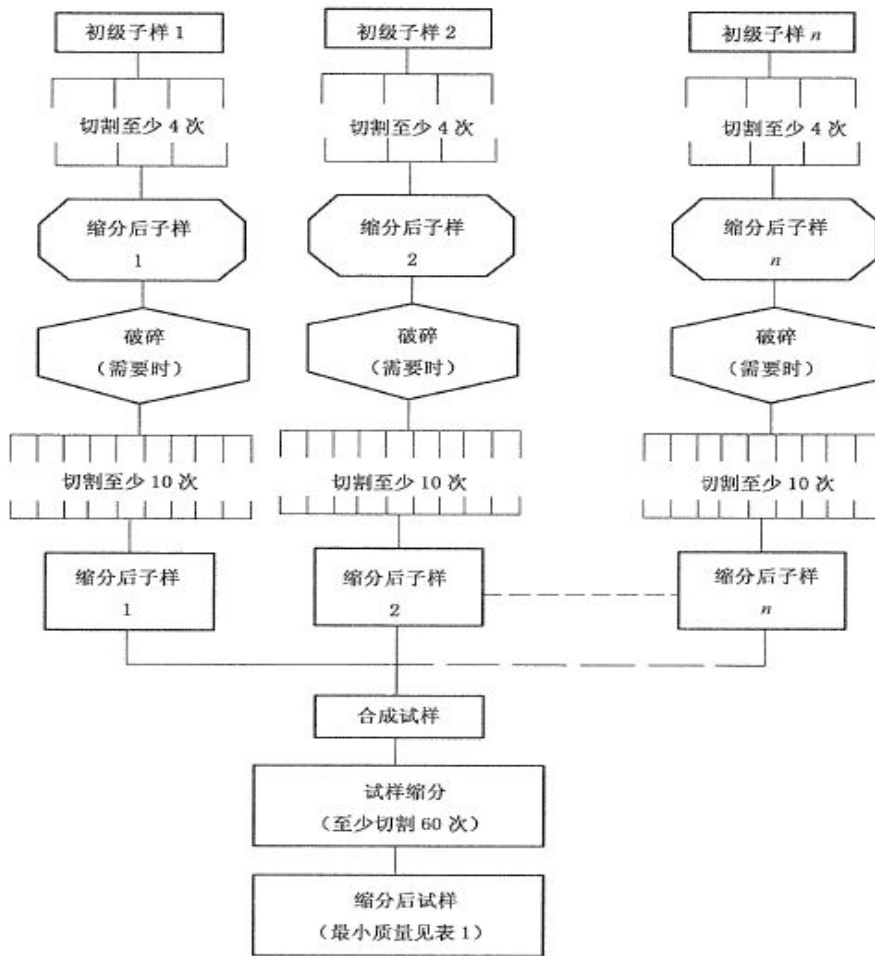 初级子样 1
初级子样 2
初级子样 n
切割至少 4 次
切割至少 4 次
切割至少 4 次
缩分后子样
1
缩分后子样
2
缩分后子样
n
破碎
（需要时）
破碎
（需要时）
破碎
（需要时）
切割至少 10 次
切割至少 10 次
切割至少 10 次
缩分后子样
1
缩分后子样
2
缩分后子样
n
合成试样
试样缩分
（至少切割 60 次）
缩分后试样
（最小质量见表 1）